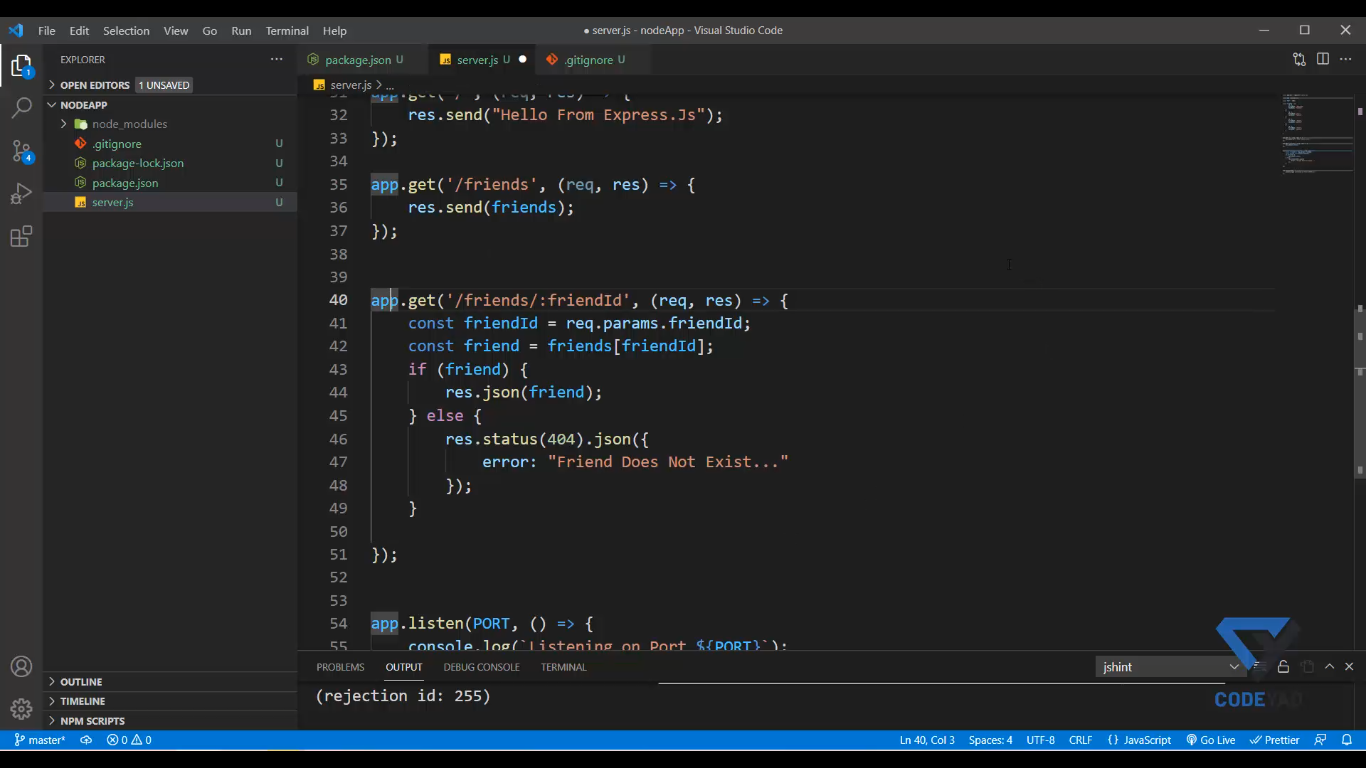 File Edit Selection View Go Run Terminal Help
● server.js - nodeApp - Visual Studio Code
EXPLORER
OPEN EDITORS 1 UNSAVED
NODEAPP
node_modules
.gitignore U
package-lock.json U
package.json U
server.js U
OUTLINE
TIMELINE
NPM SCRIPTS
1
4
package.json U
server.js U
.gitignore U
server.js > ...
32 res.send("Hello From Express.Js");
33 });
34
35 app.get('/friends', (req, res) => {
36 res.send(friends);
37 });
38
39
40 app.get('/friends/:friendId', (req, res) => {
41 const friendId = req.params.friendId;
42 const friend = friends[friendId];
43 if (friend) {
44 res.json(friend);
45 } else {
46 res.status(404).json({
47 error: "Friend Does Not Exist..."
48 });
49 }
50
51 });
52
53
54 app.listen(PORT, () => {
55 console.log(`Listening on Port ${PORT}`);
PROBLEMS OUTPUT DEBUG CONSOLE TERMINAL
jshint
(rejection id: 255)
CODEYAD
master* 0 0
Ln 40, Col 3 Spaces: 4 UTF-8 CRLF {} JavaScript Go Live Prettier